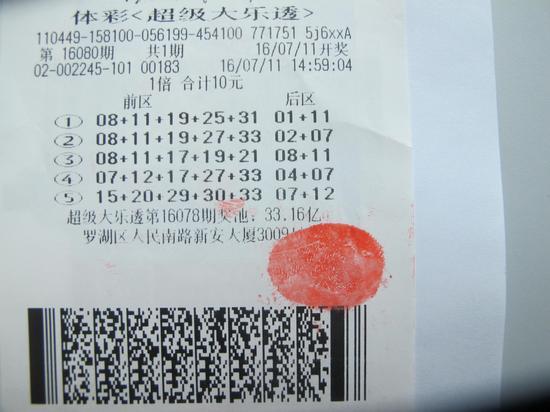 体彩<超级大乐透>
110449-158100-056199-454100 771751 5j6xxA
第 16080期 共1期 16/07/11开奖
02-002245-101 00183 16/07/11 14:59:04
1倍 合计10元
前区 后区
① 08+11+19+25+31 01+11
② 08+11+19+27+33 02+07
③ 08+11+17+19+21 08+11
④ 07+12+17+27+33 04+07
⑤ 15+20+29+30+33 07+12
超级大乐透第16078期奖池：33.16亿
罗湖区人民南路新安大厦3009